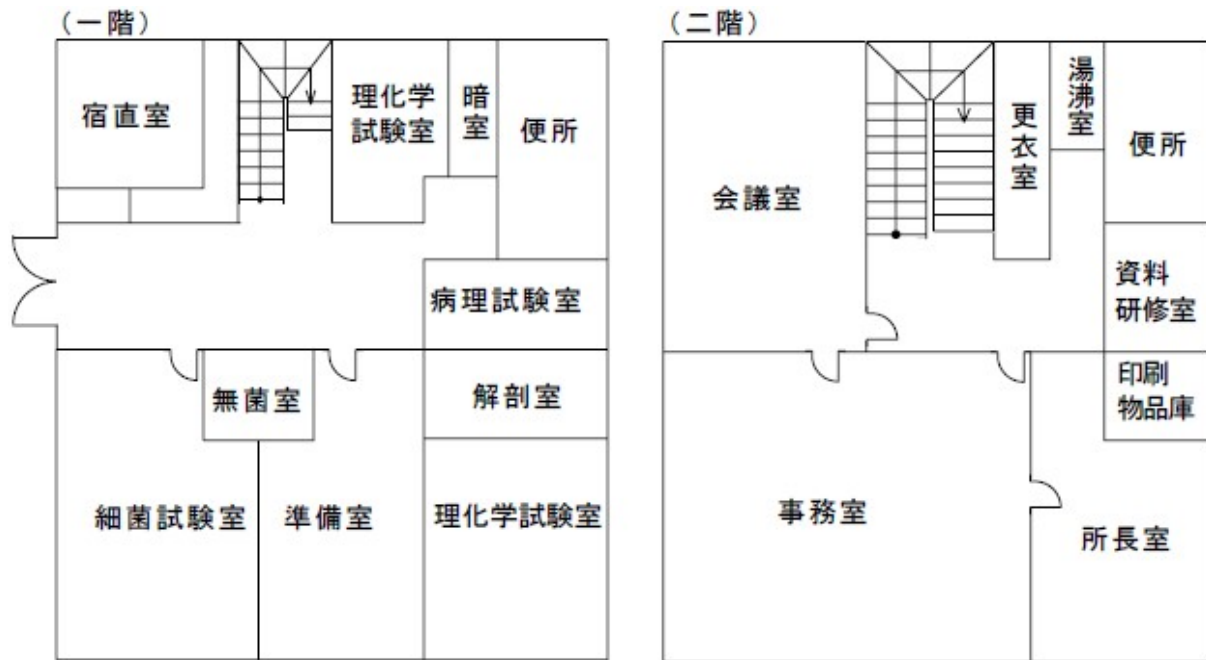 (一階)
宿直室
理化学
試験室
暗室
便所
病理試験室
無菌室
解剖室
細菌試験室
準備室
理化学試験室
(二階)
会議室
更衣室
湯沸室
便所
資料
研修室
印刷
物品庫
事務室
所長室